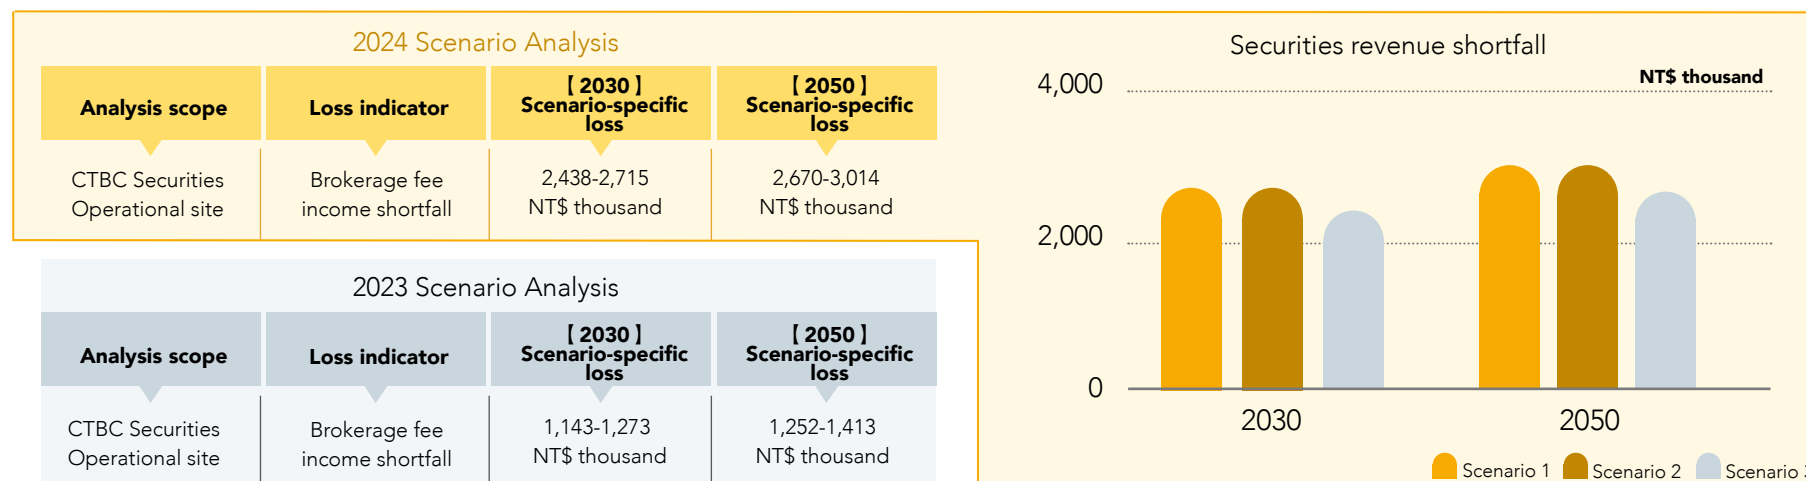 2024 Scenario Analysis
Analysis scope
Loss indicator
【 2030 】
Scenario-specific
loss
【 2050 】
Scenario-specific
loss
CTBC Securities
Operational site
Brokerage fee
income shortfall
2,438-2,715
NT$ thousand
2,670-3,014
NT$ thousand
2023 Scenario Analysis
Analysis scope
Loss indicator
【 2030 】
Scenario-specific
loss
【 2050 】
Scenario-specific
loss
CTBC Securities
Operational site
Brokerage fee
income shortfall
1,143-1,273
NT$ thousand
1,252-1,413
NT$ thousand
Securities revenue shortfall
NT$ thousand
4,000
2,000
0
2030
2050
Scenario 1
Scenario 2
Scenario 3